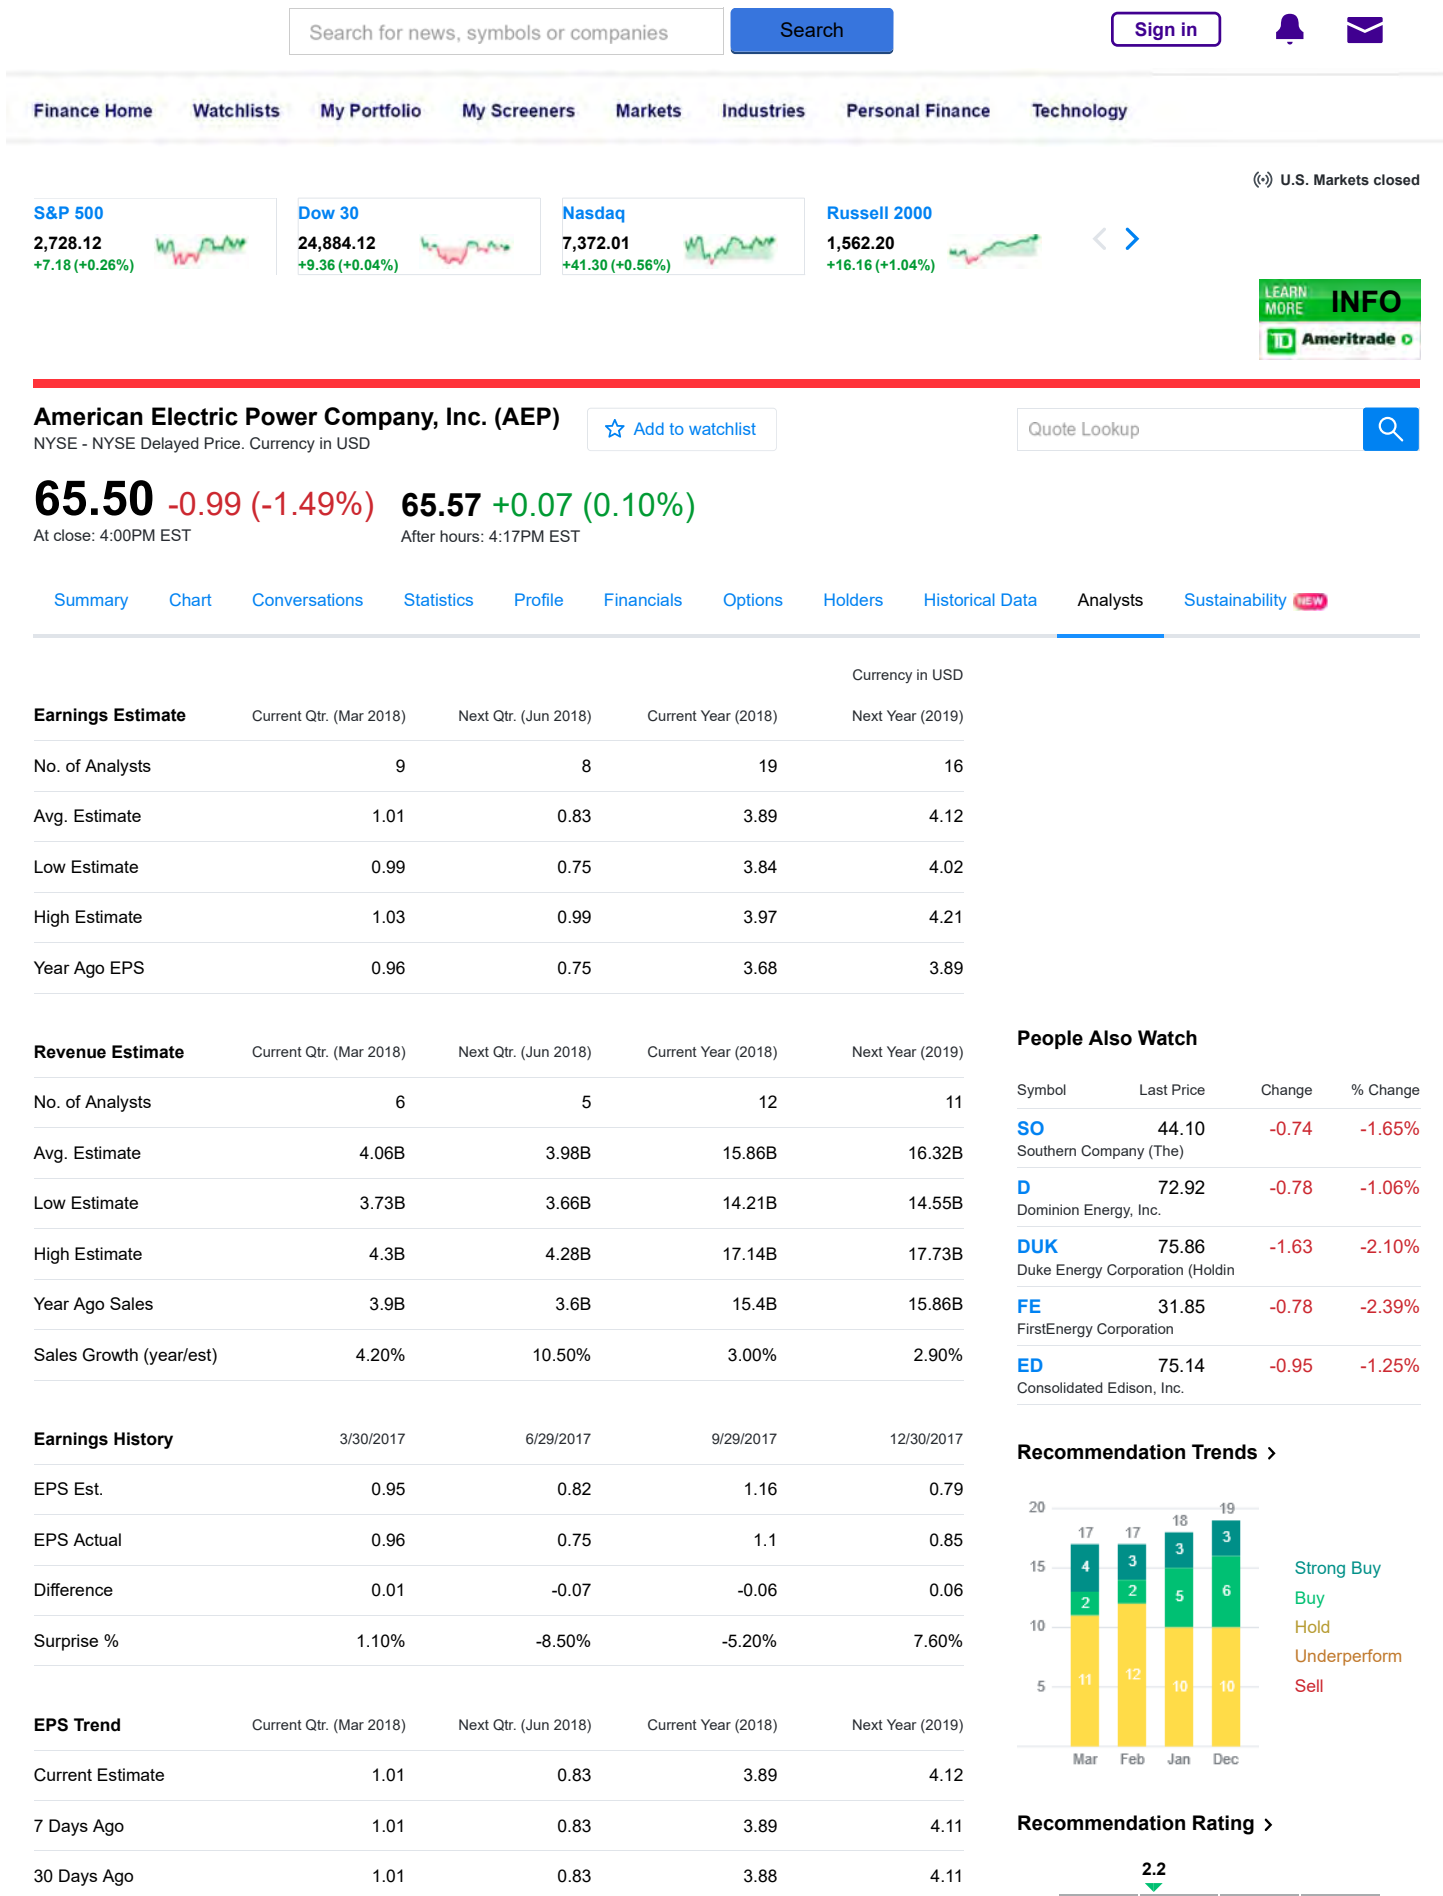 Search for news, symbols or companies Search Sign in
Finance Home Watchlists My Portfolio My Screeners Markets Industries Personal Finance Technology
U.S. Markets closed
S&P 500 Dow 30 Nasdaq Russell 2000
2,728.12 24,884.12 7,372.01 1,562.20
+7.18 (+0.26%) +9.36 (+0.04%) +41.30 (+0.56%) +16.16 (+1.04%)
LEARN MORE INFO
TD Ameritrade
American Electric Power Company, Inc. (AEP) Add to watchlist Quote Lookup
NYSE - NYSE Delayed Price. Currency in USD
65.50 -0.99 (-1.49%) 65.57 +0.07 (0.10%)
At close: 4:00PM EST After hours: 4:17PM EST
Summary Chart Conversations Statistics Profile Financials Options Holders Historical Data Analysts Sustainability NEW
Currency in USD
Earnings Estimate Current Qtr. (Mar 2018) Next Qtr. (Jun 2018) Current Year (2018) Next Year (2019)
No. of Analysts 9 8 19 16
Avg. Estimate 1.01 0.83 3.89 4.12
Low Estimate 0.99 0.75 3.84 4.02
High Estimate 1.03 0.99 3.97 4.21
Year Ago EPS 0.96 0.75 3.68 3.89
Revenue Estimate Current Qtr. (Mar 2018) Next Qtr. (Jun 2018) Current Year (2018) Next Year (2019)
No. of Analysts 6 5 12 11
Avg. Estimate 4.06B 3.98B 15.86B 16.32B
Low Estimate 3.73B 3.66B 14.21B 14.55B
High Estimate 4.3B 4.28B 17.14B 17.73B
Year Ago Sales 3.9B 3.6B 15.4B 15.86B
Sales Growth (year/est) 4.20% 10.50% 3.00% 2.90%
Earnings History 3/30/2017 6/29/2017 9/29/2017 12/30/2017
EPS Est. 0.95 0.82 1.16 0.79
EPS Actual 0.96 0.75 1.1 0.85
Difference 0.01 -0.07 -0.06 0.06
Surprise % 1.10% -8.50% -5.20% 7.60%
EPS Trend Current Qtr. (Mar 2018) Next Qtr. (Jun 2018) Current Year (2018) Next Year (2019)
Current Estimate 1.01 0.83 3.89 4.12
7 Days Ago 1.01 0.83 3.89 4.11
30 Days Ago 1.01 0.83 3.88 4.11
People Also Watch
Symbol Last Price Change % Change
SO 44.10 -0.74 -1.65%
Southern Company (The)
D 72.92 -0.78 -1.06%
Dominion Energy, Inc.
DUK 75.86 -1.63 -2.10%
Duke Energy Corporation (Holdin
FE 31.85 -0.78 -2.39%
FirstEnergy Corporation
ED 75.14 -0.95 -1.25%
Consolidated Edison, Inc.
Recommendation Trends
20 19
17 17 18
15 4 3 3 3
2 2 5 6
10
11 12 10 10
5
Mar Feb Jan Dec
Strong Buy
Buy
Hold
Underperform
Sell
Recommendation Rating
2.2